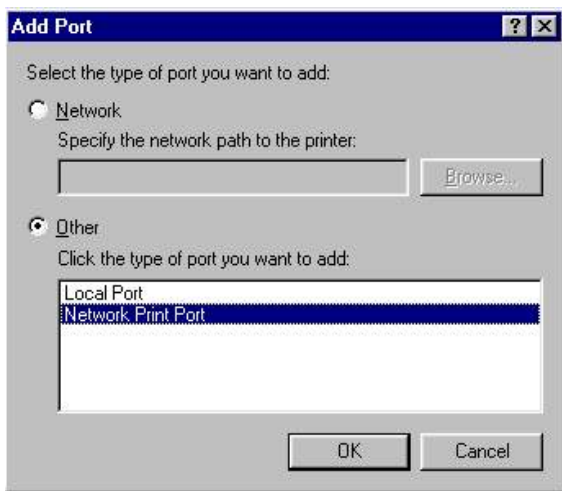 Add Port
Select the type of port you want to add:
Network
Specify the network path to the printer:
Browse...
Other
Click the type of port you want to add:
Local Port
Network Print Port
OK Cancel